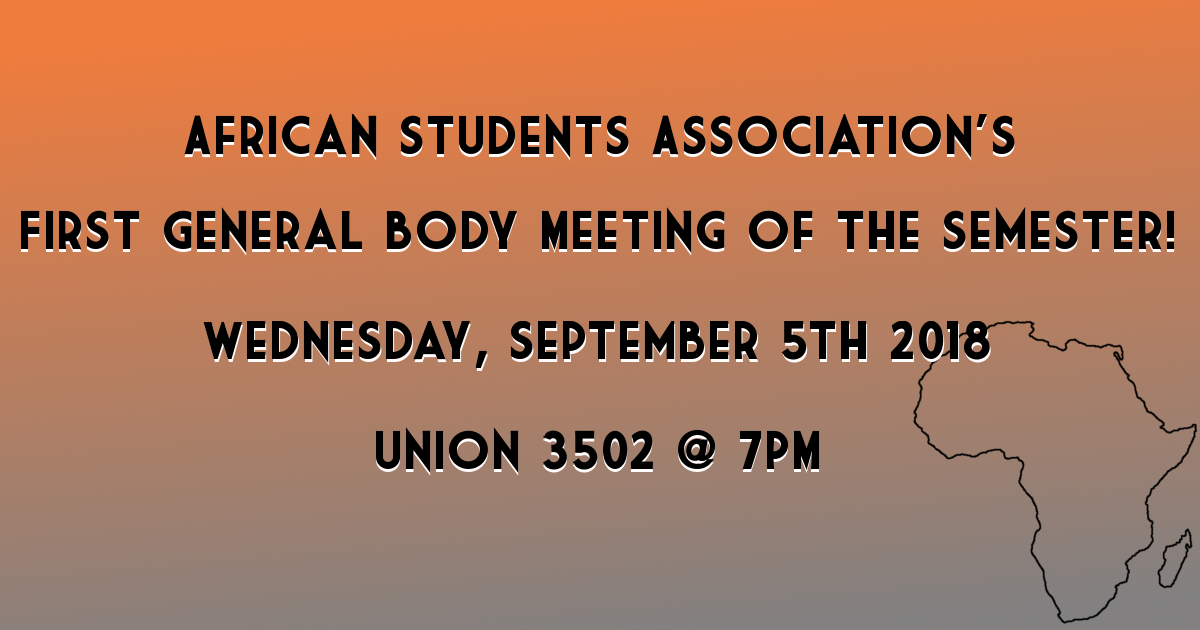 AFRICAN STUDENTS ASSOCIATION'S
FIRST GENERAL BODY MEETING OF THE SEMESTER!
WEDNESDAY, SEPTEMBER 5TH 2018
UNION 3502 @ 7PM